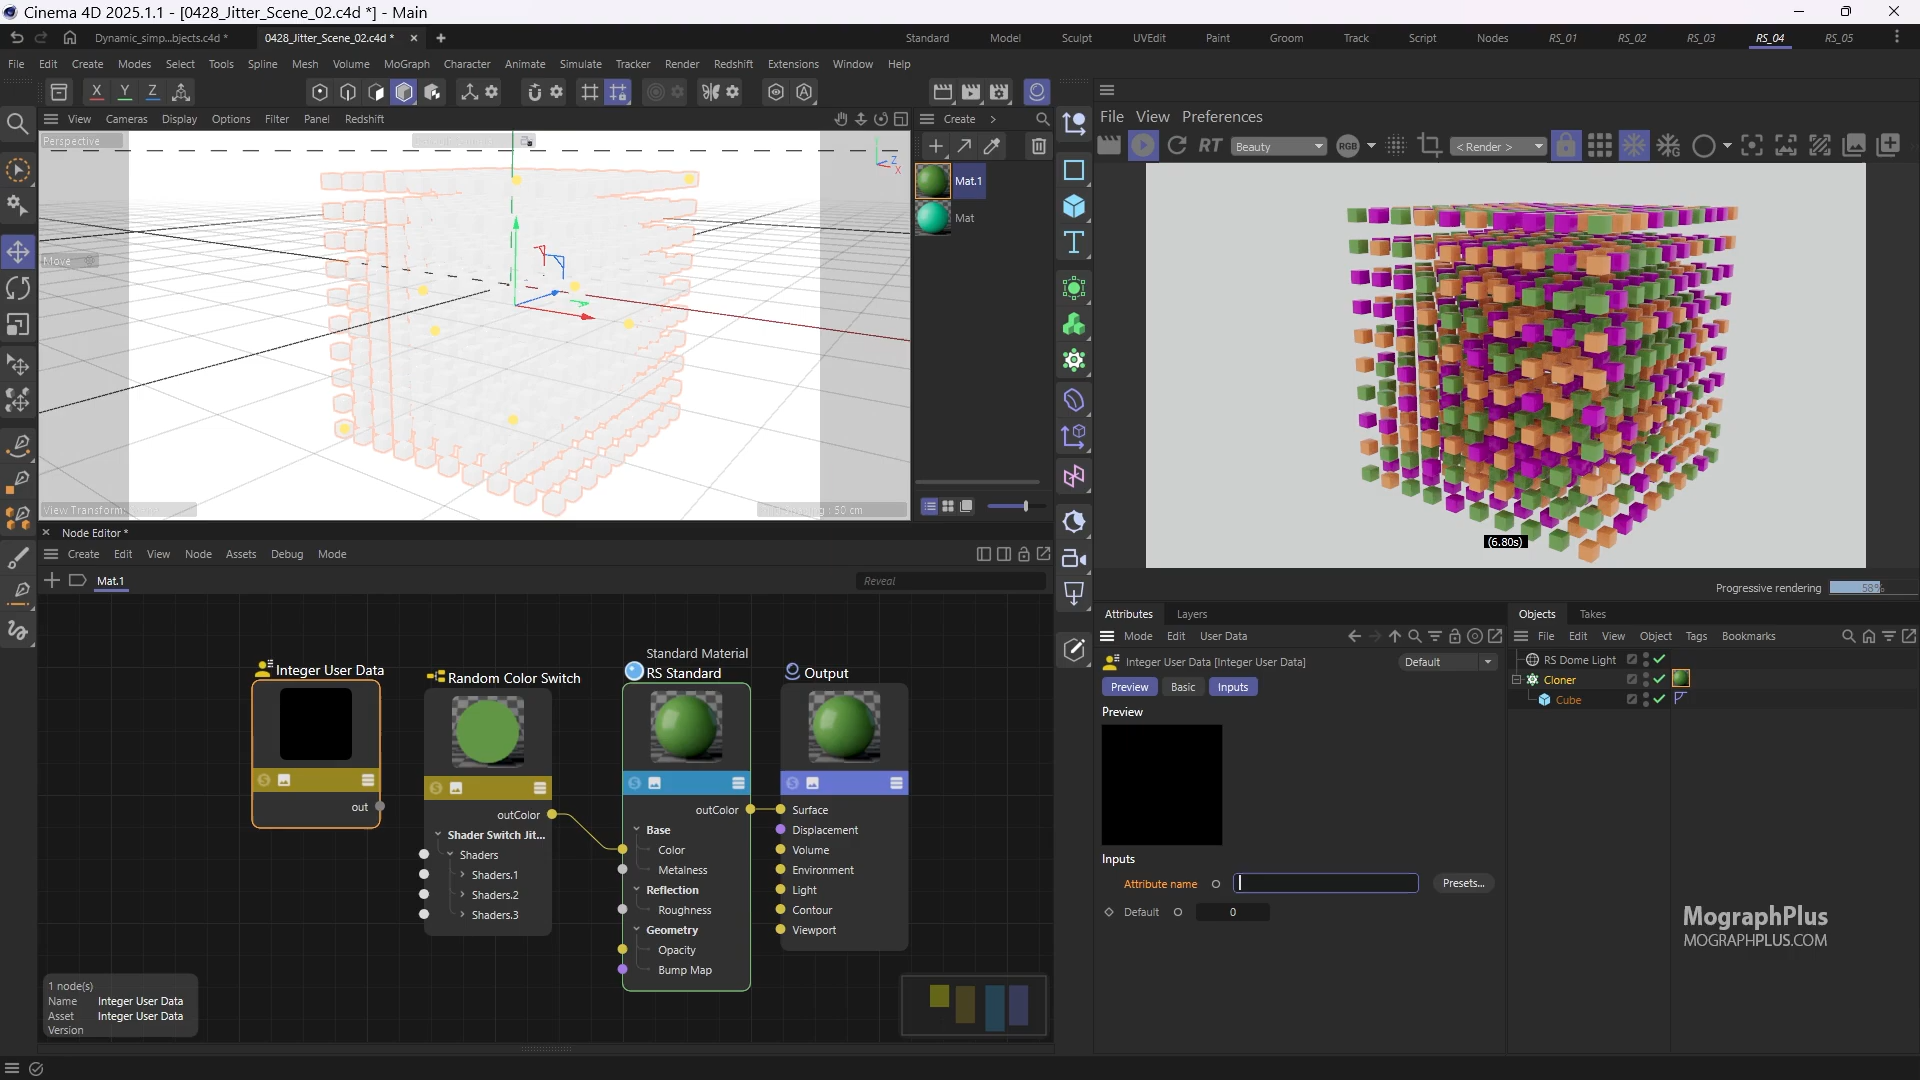 Cinema 4D 2025.1.1 - [0428_Jitter_Scene_02.c4d *] - Main
Dynamic_simp...bjects.c4d *
0428_Jitter_Scene_02.c4d *
Standard Model Sculpt UVEdit Paint Groom Track Script Nodes RS_01 RS_02 RS_03 RS_04 RS_05
File Edit Create Modes Select Tools Spline Mesh Volume MoGraph Character Animate Simulate Tracker Render Redshift Extensions Window Help
X Y Z
View Cameras Display Options Filter Panel Redshift
Perspective
Move
Y
Z
X
View Transform:
: 50 cm
Create
Mat.1
Mat
File View Preferences
RT
Beauty
RGB
< Render >
G
(6.80s)
Progressive rendering
58%
Node Editor *
Create Edit View Node Assets Debug Mode
Mat.1
Reveal
Integer User Data
out
Random Color Switch
outColor
Shader Switch Jit...
Shaders
Shaders.1
Shaders.2
Shaders.3
Standard Material
RS Standard
outColor
Base
Color
Metalness
Reflection
Roughness
Geometry
Opacity
Bump Map
Output
Surface
Displacement
Volume
Environment
Light
Contour
Viewport
1 node(s)
Name Integer User Data
Asset Integer User Data
Version
Attributes Layers
Mode Edit User Data
Integer User Data [Integer User Data]
Default
Preview Basic Inputs
Preview
Inputs
Attribute name
Presets...
Default 0
Objects Takes
File Edit View Object Tags Bookmarks
RS Dome Light
Cloner
Cube
MographPlus
MOGRAPHPLUS.COM